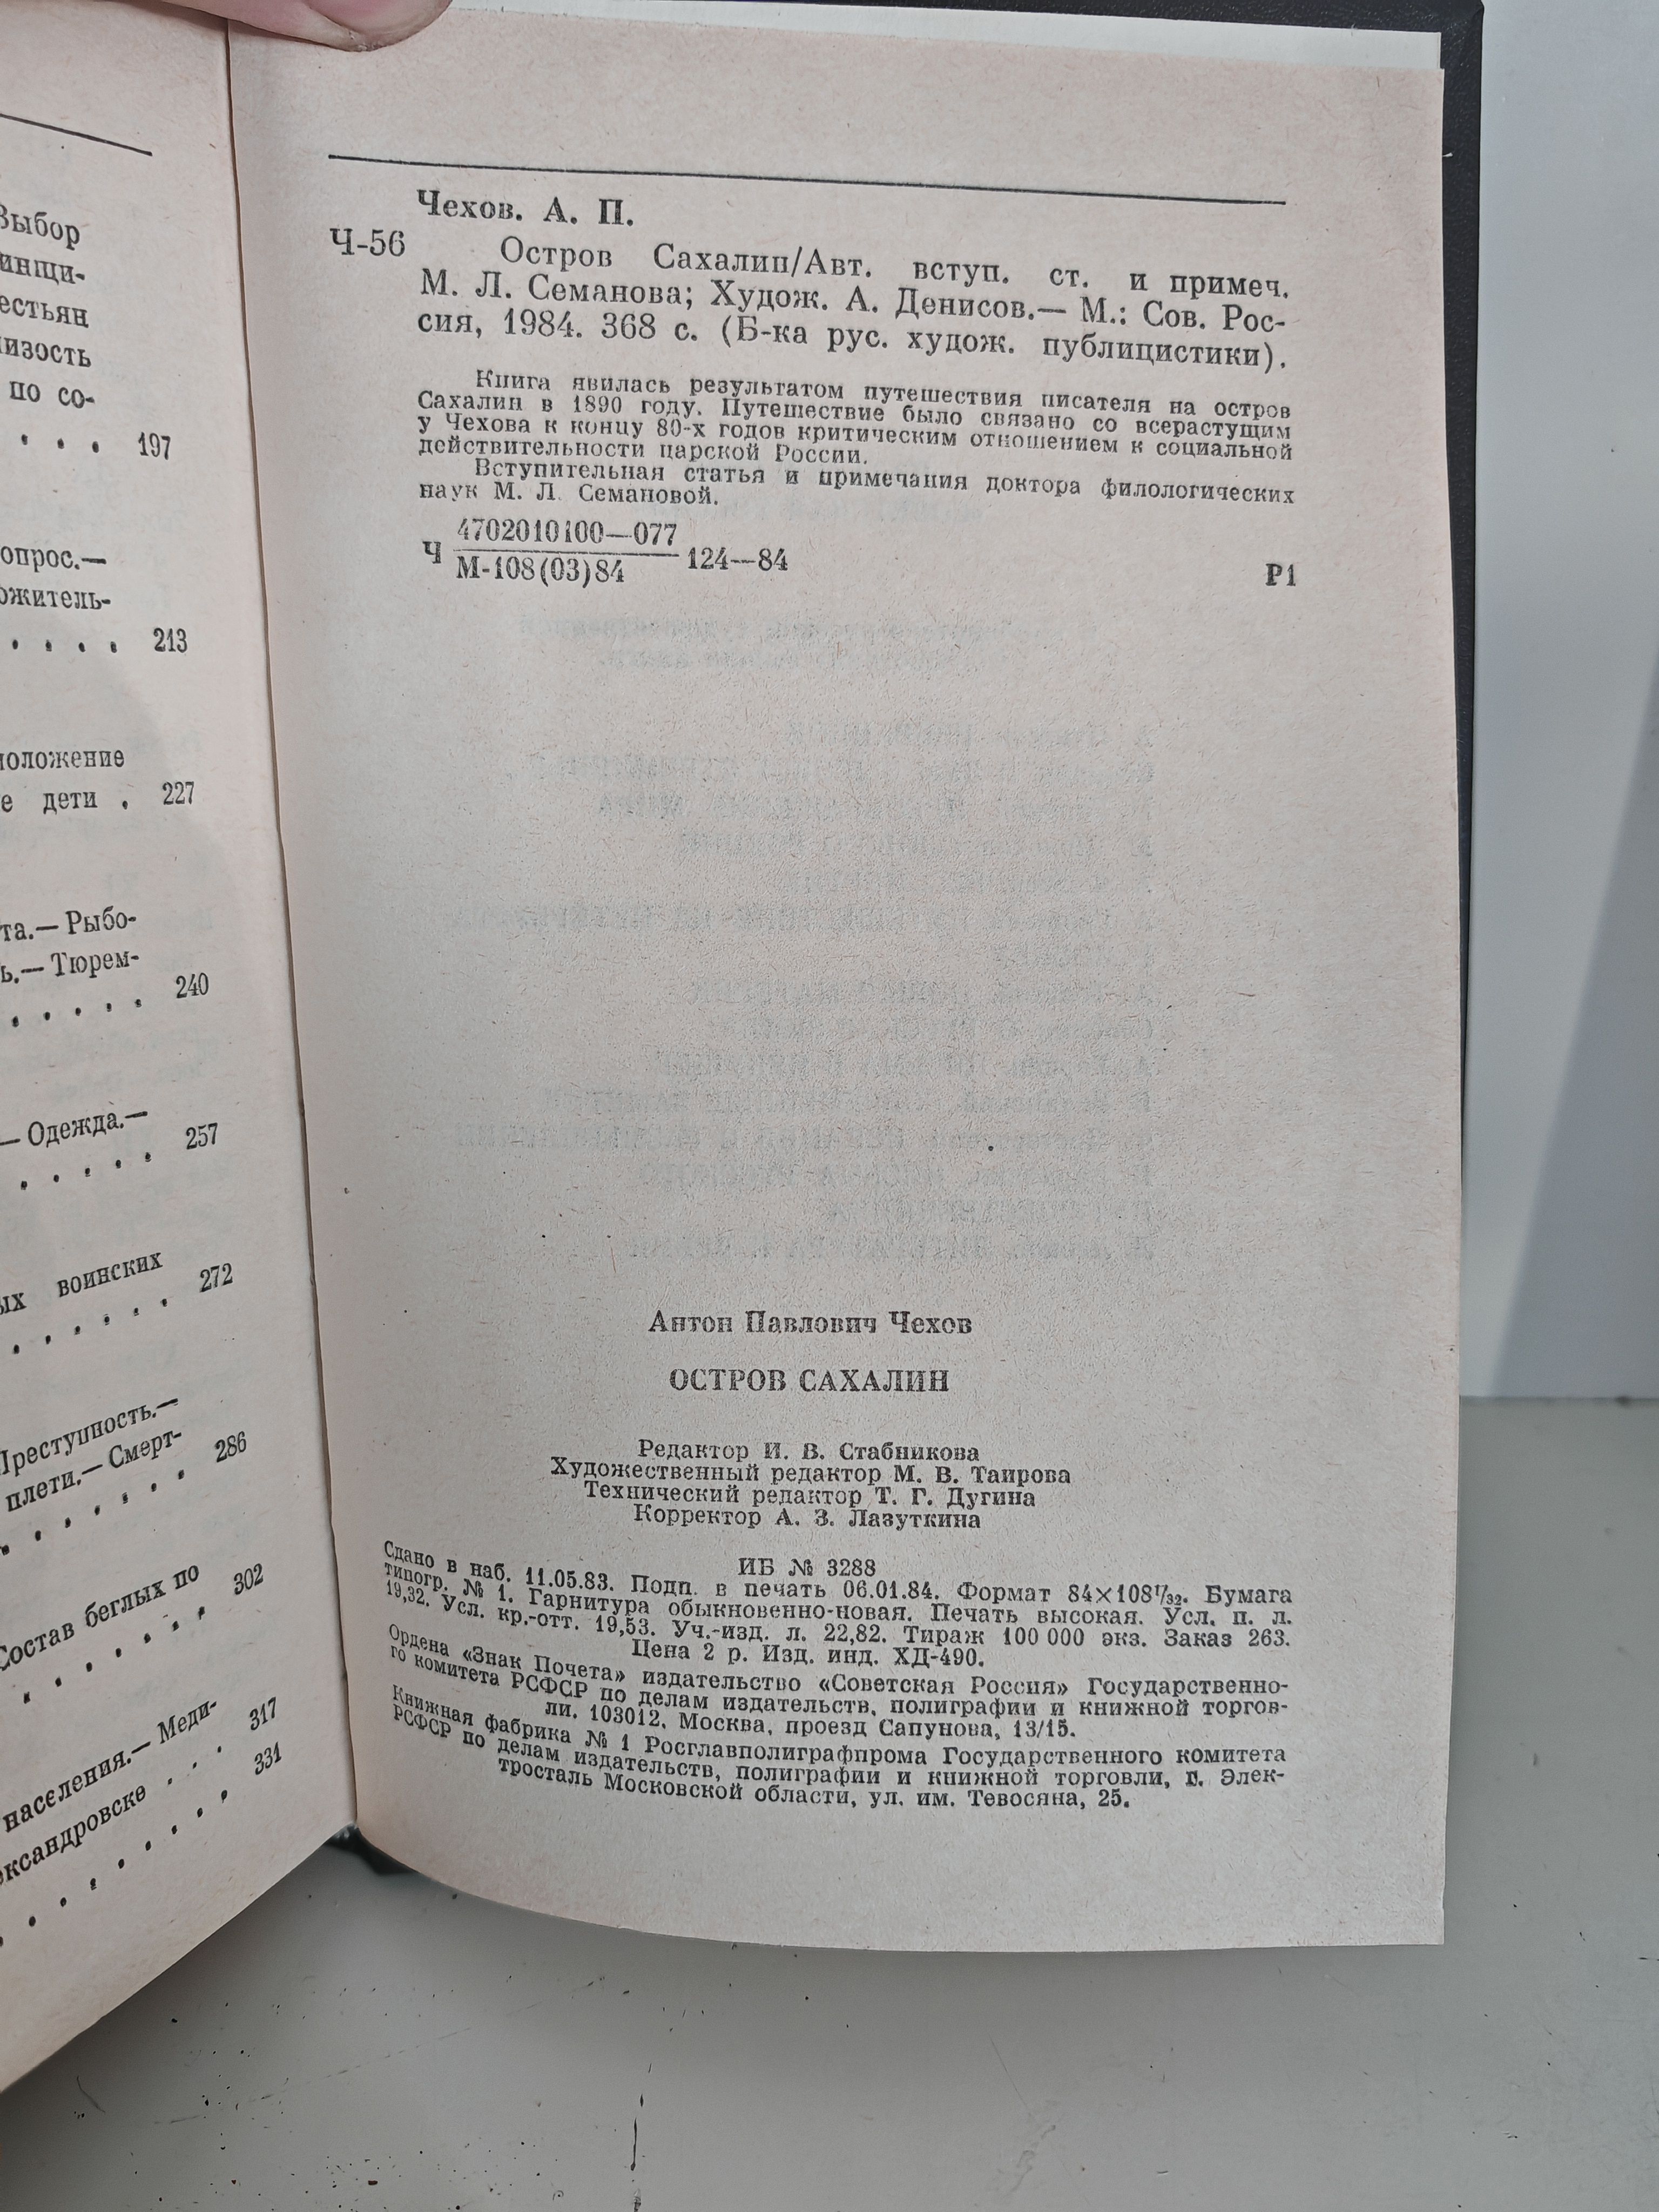 Выбор
инщи-
естьян
изость
по со-
. . . . 197
опрос.—
ожитель-
. . . . . 213
положение
е дети . 227
та.— Рыбо-
ь.— Тюрем-
. . . . . 240
— Одежда.—
. . . . . 257
ых воинских
. . . . . . 272
Преступность.—
плети.— Смерт-
. . . . . . . 286
Состав беглых по
. . . . . . . 302
населения.— Меди-
. . . 317
ександровске
. . . . . . . . 331
Чехов. А. П.
Ч-56 Остров Сахалин/Авт. вступ. ст. и примеч.
М. Л. Семанова; Худож. А. Денисов.— М.: Сов. Рос-
сия, 1984. 368 с. (Б-ка рус. худож. публицистики).
Книга явилась результатом путешествия писателя на остров
Сахалин в 1890 году. Путешествие было связано со всерастущим
у Чехова к концу 80-х годов критическим отношением к социальной
действительности царской России.
Вступительная статья и примечания доктора филологических
наук М. Л. Семановой.
4702010100—077
Ч 124—84
М-108(03)84
Р1
Антон Павлович Чехов
ОСТРОВ САХАЛИН
Редактор И. В. Стабникова
Художественный редактор М. В. Таирова
Технический редактор Т. Г. Дугина
Корректор А. З. Лазуткина
ИБ № 3288
Сдано в наб. 11.05.83. Подп. в печать 06.01.84. Формат 84×108¹/₃₂. Бумага
типогр. № 1. Гарнитура обыкновенно-новая. Печать высокая. Усл. п. л.
19,32. Усл. кр.-отт. 19,53. Уч.-изд. л. 22,82. Тираж 100 000 экз. Заказ 263.
Цена 2 р. Изд. инд. ХД-490.
Ордена «Знак Почета» издательство «Советская Россия» Государственно-
го комитета РСФСР по делам издательств, полиграфии и книжной торгов-
ли. 103012, Москва, проезд Сапунова, 13/15.
Книжная фабрика № 1 Росглавполиграфпрома Государственного комитета
РСФСР по делам издательств, полиграфии и книжной торговли, г. Элек-
тросталь Московской области, ул. им. Тевосяна, 25.